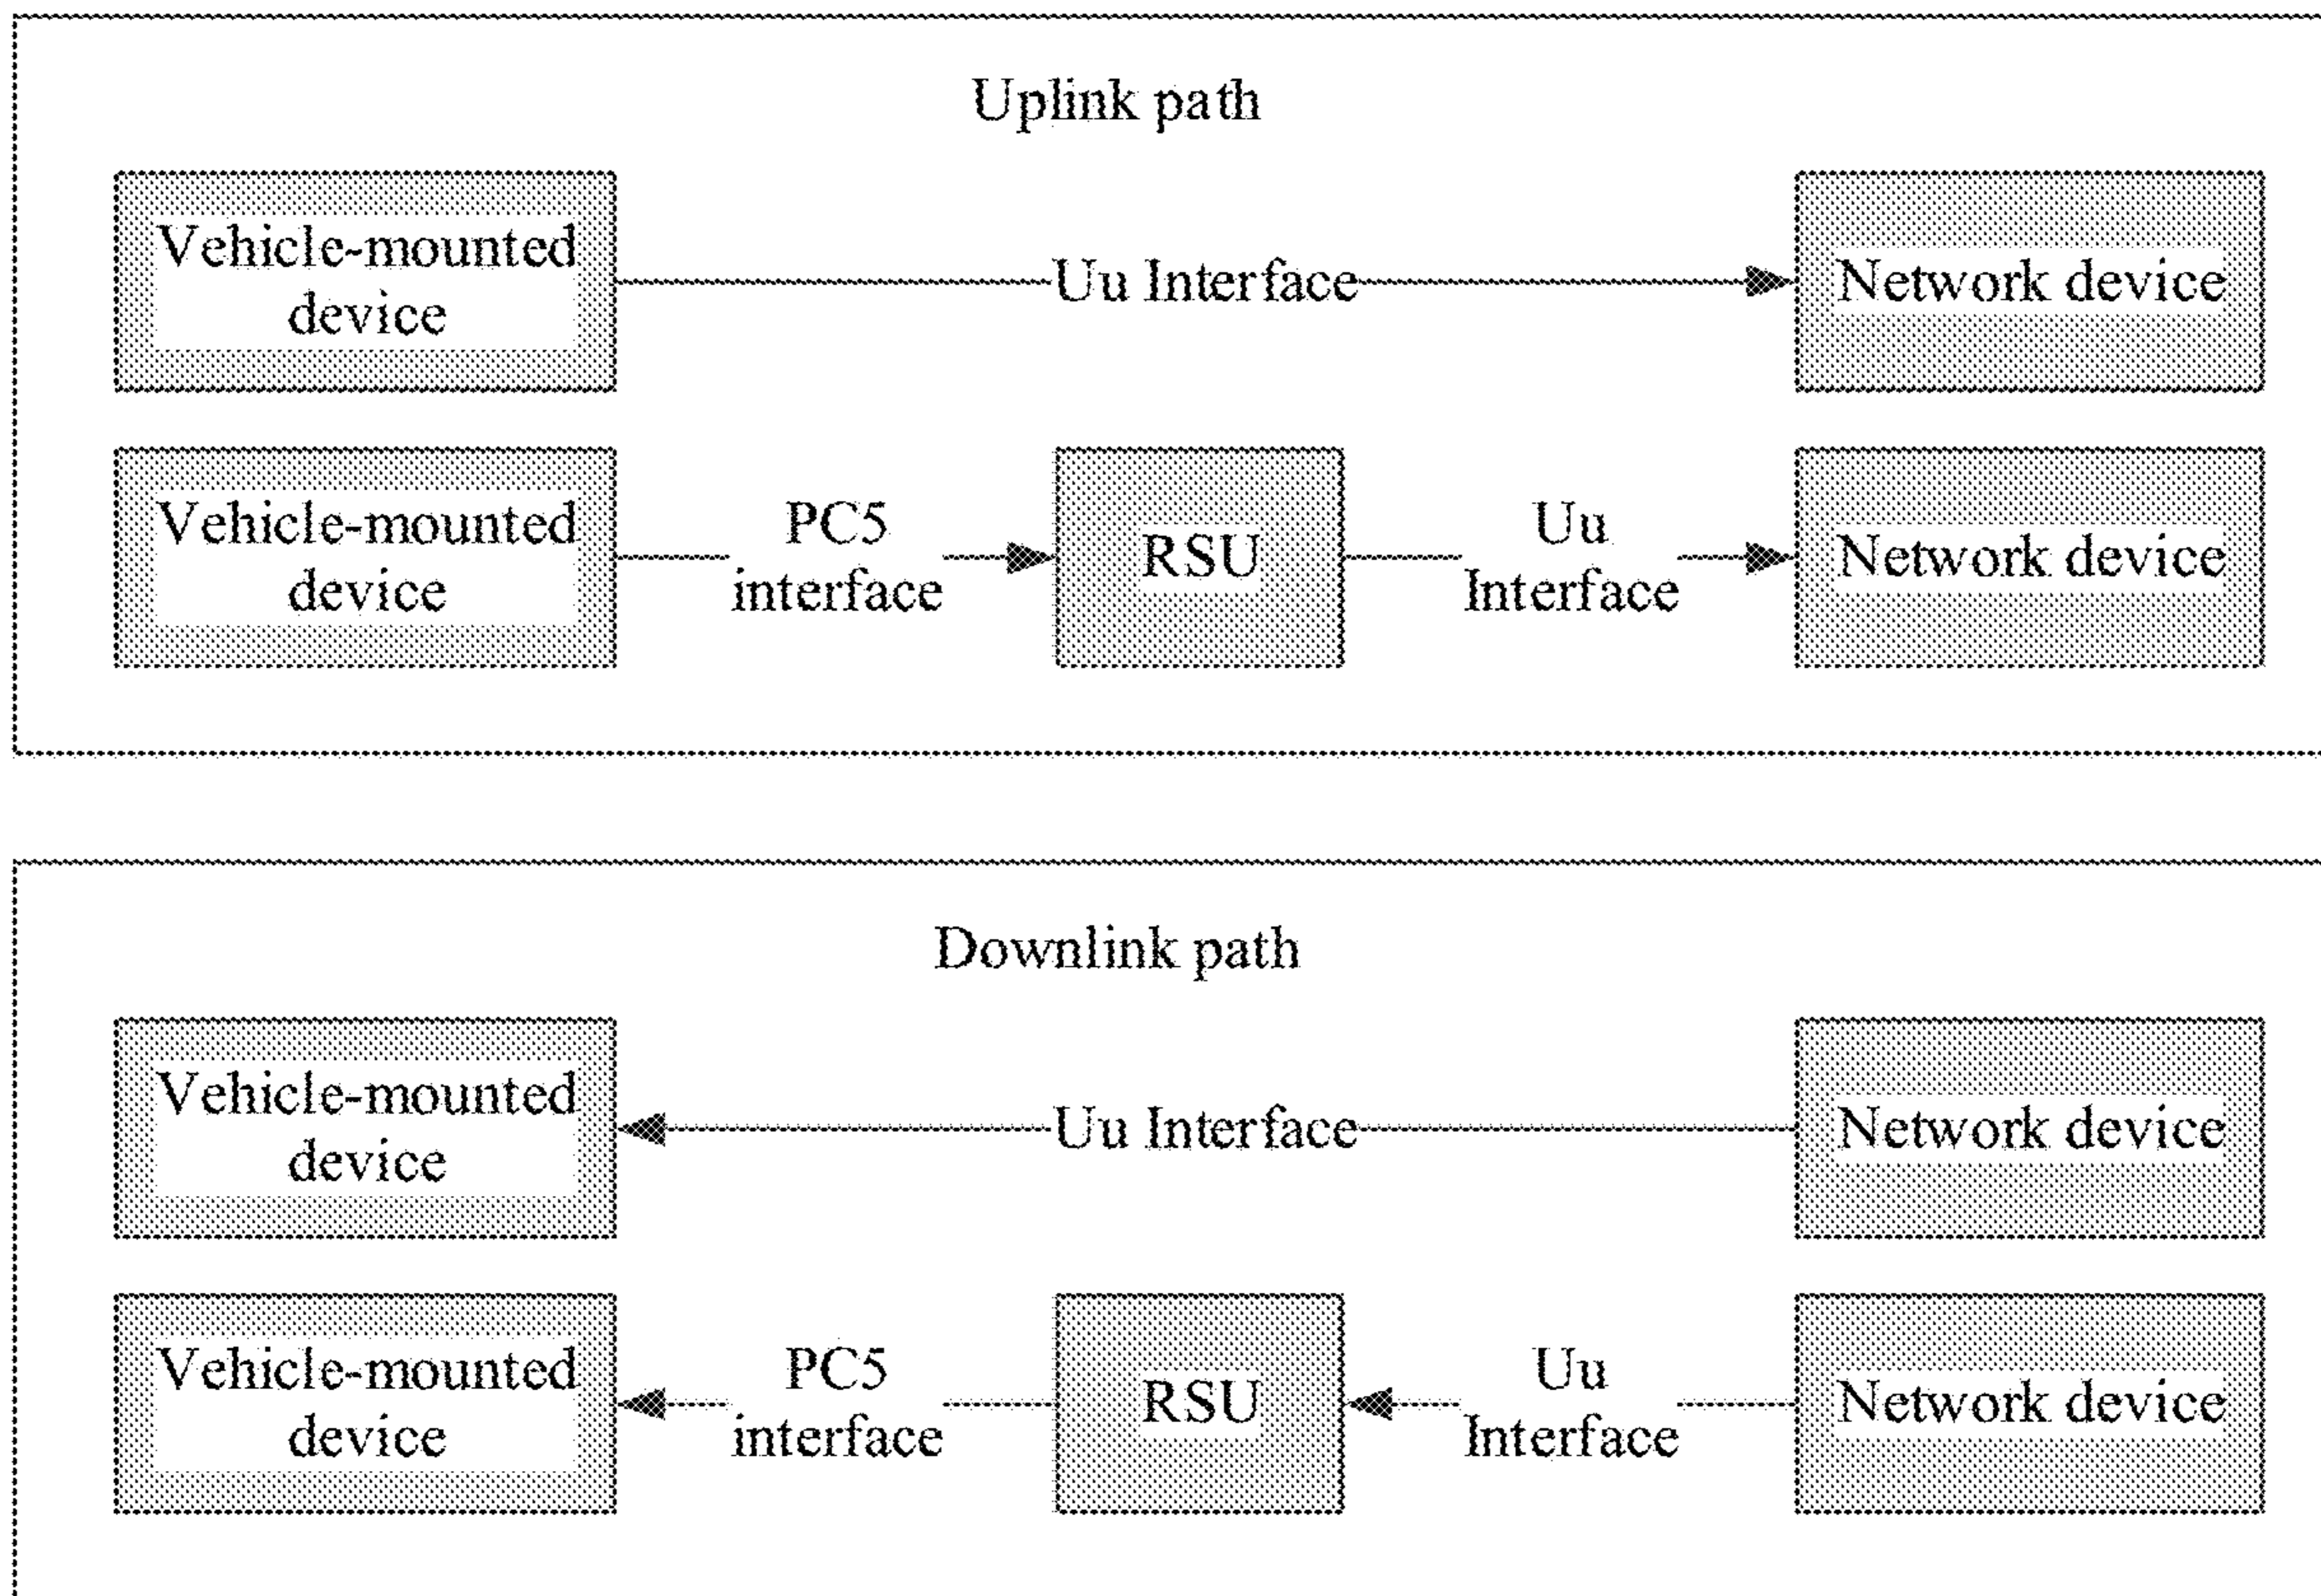 Uplink path
Vehicle-mounted
device
Uu Interface
Network device
Vehicle-mounted
device
PC5
interface
RSU
Uu
Interface
Network device
Downlink path
Vehicle-mounted
device
Uu Interface
Network device
Vehicle-mounted
device
PC5
interface
RSU
Uu
Interface
Network device